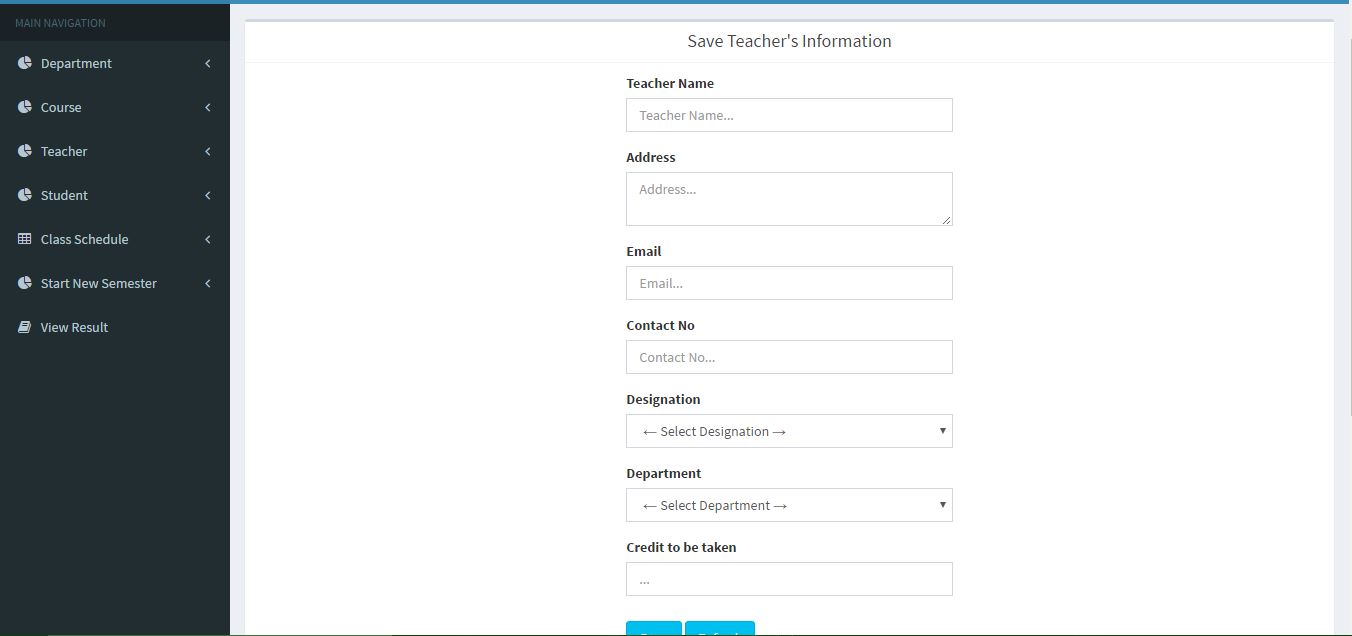 MAIN NAVIGATION
Department
Course
Teacher
Student
Class Schedule
Start New Semester
View Result
Save Teacher's Information
Teacher Name
Teacher Name...
Address
Address...
Email
Email...
Contact No
Contact No...
Designation
← Select Designation →
Department
← Select Department →
Credit to be taken
...